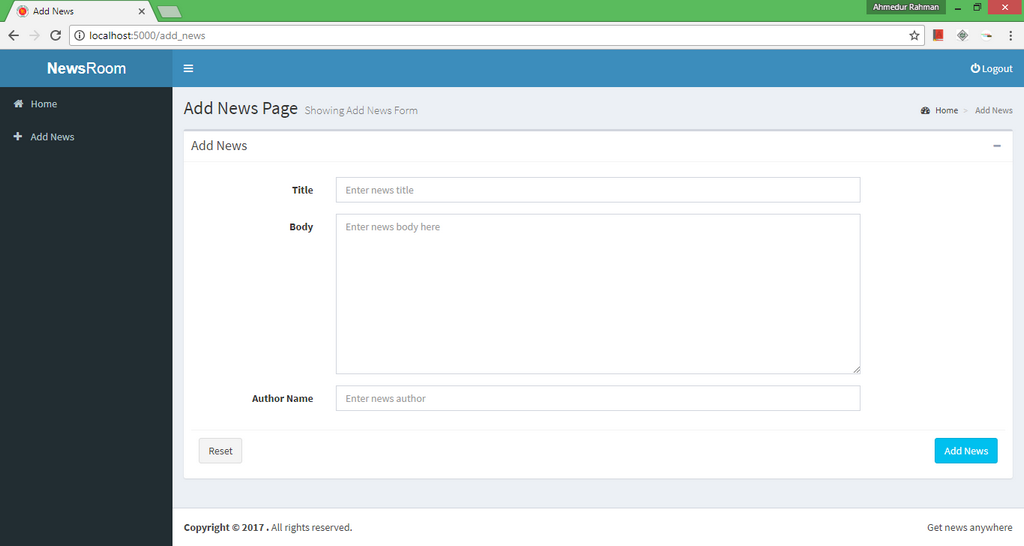 Add News
Ahmedur Rahman
localhost:5000/add_news
NewsRoom
Logout
Home
Add News
Add News Page Showing Add News Form
Home > Add News
Add News
Title
Enter news title
Body
Enter news body here
Author Name
Enter news author
Reset
Add News
Copyright © 2017 . All rights reserved.
Get news anywhere